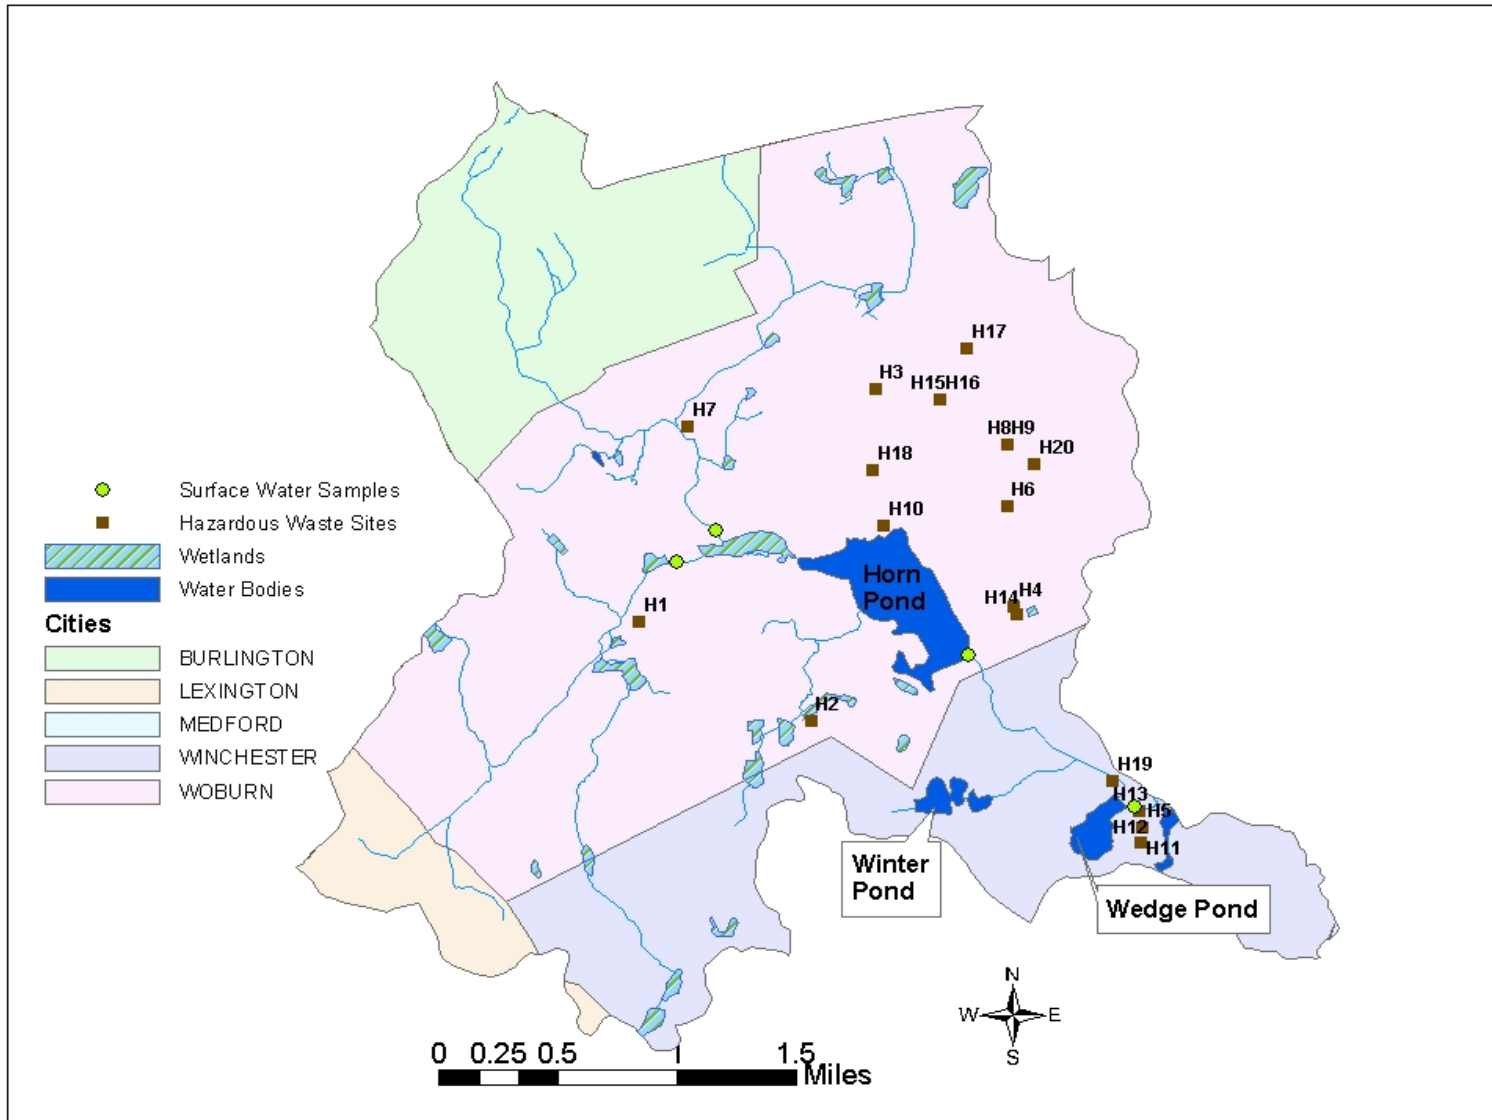 H17
H3
H15H16
H7
H8H9
H18
H20
H6
H10
Horn
Pond
H14
H4
H1
H2
H19
H13
H5
H12
H11
Winter
Pond
Wedge Pond
Surface Water Samples
Hazardous Waste Sites
Wetlands
Water Bodies
Cities
BURLINGTON
LEXINGTON
MEDFORD
WINCHESTER
WOBURN
N
W
E
S
0 0.25 0.5 1 1.5
Miles